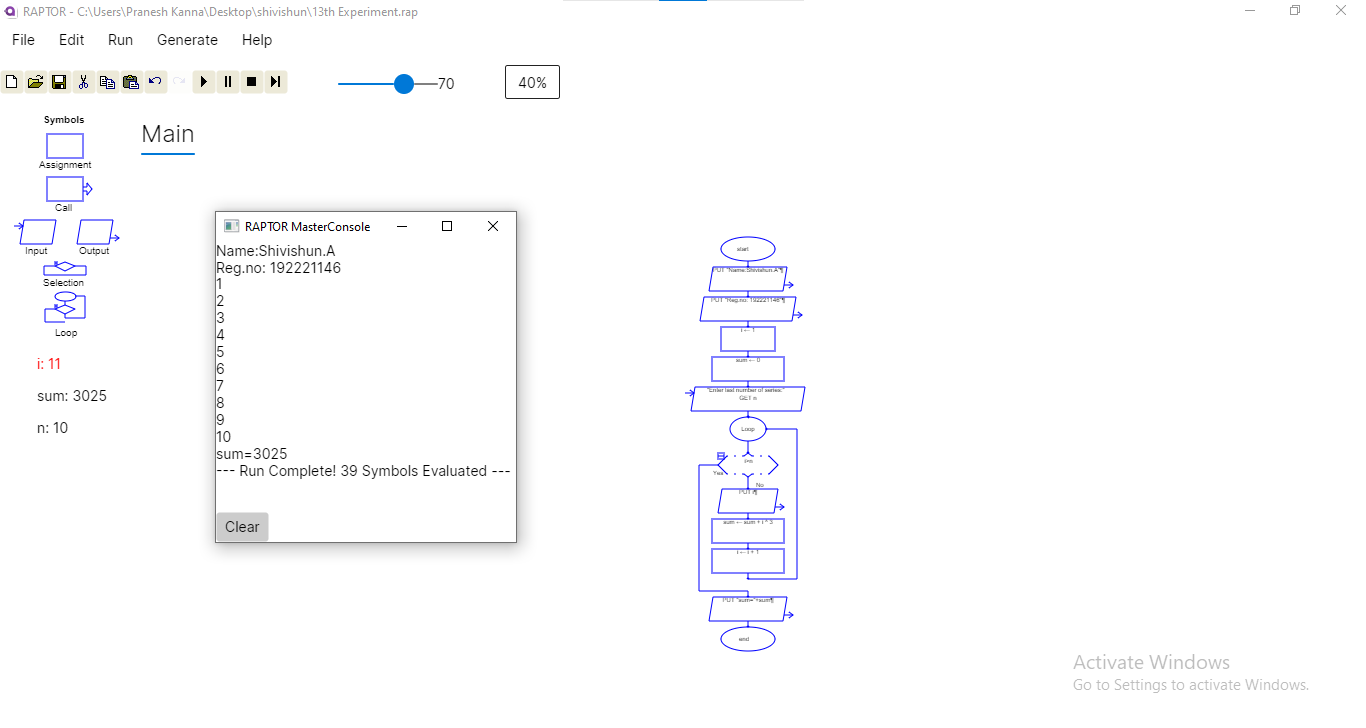 RAPTOR - C:\Users\Pranesh Kanna\Desktop\shivishun\13th Experiment.rap
File Edit Run Generate Help
70
40%
Symbols
Assignment
Call
Input Output
Selection
Loop
i: 11
sum: 3025
n: 10
Main
RAPTOR MasterConsole
Name:Shivishun.A
Reg.no: 192221146
1
2
3
4
5
6
7
8
9
10
sum=3025
--- Run Complete! 39 Symbols Evaluated ---
Clear
start
PUT "Name:Shivishun.A"¶
PUT "Reg.no: 192221146"¶
i ← 1
sum ← 0
"Enter last number of series:"
GET n
Loop
i>n
Yes
No
PUT i¶
sum ← sum + i ^ 3
i ← i + 1
PUT "sum="+sum¶
end
Activate Windows
Go to Settings to activate Windows.